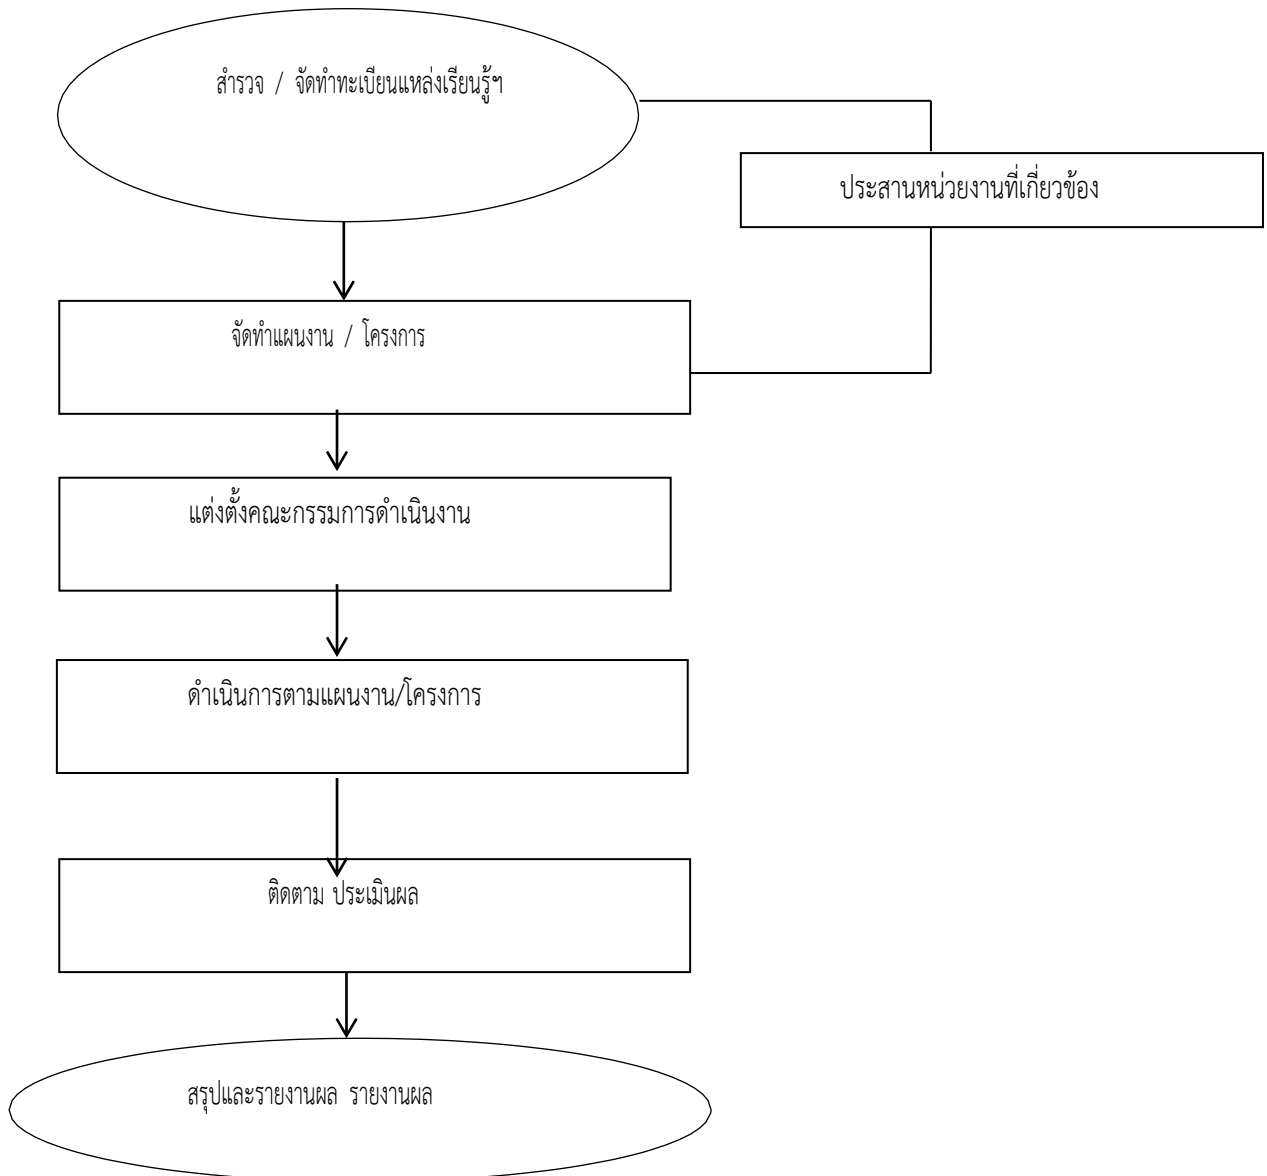 สำรวจ / จัดทำทะเบียนแหล่งเรียนรู้ฯ
ประสานหน่วยงานที่เกี่ยวข้อง
จัดทำแผนงาน / โครงการ
แต่งตั้งคณะกรรมการดำเนินงาน
ดำเนินการตามแผนงาน/โครงการ
ติดตาม ประเมินผล
สรุปและรายงานผล รายงานผล